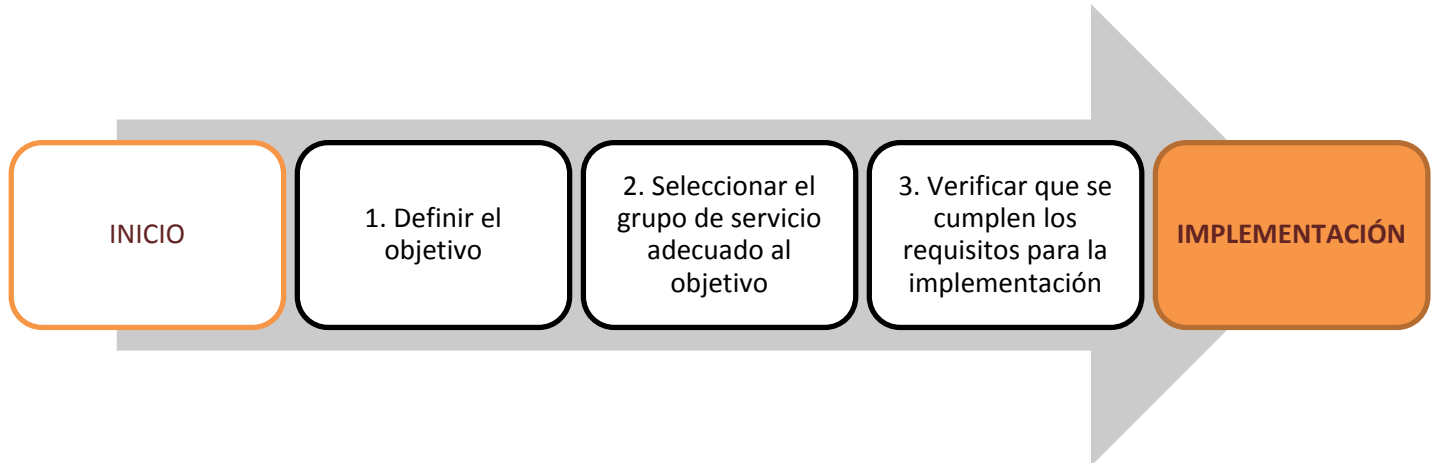 INICIO
1. Definir el
objetivo
2. Seleccionar el
grupo de servicio
adecuado al
objetivo
3. Verificar que se
cumplen los
requisitos para la
implementación
IMPLEMENTACIÓN